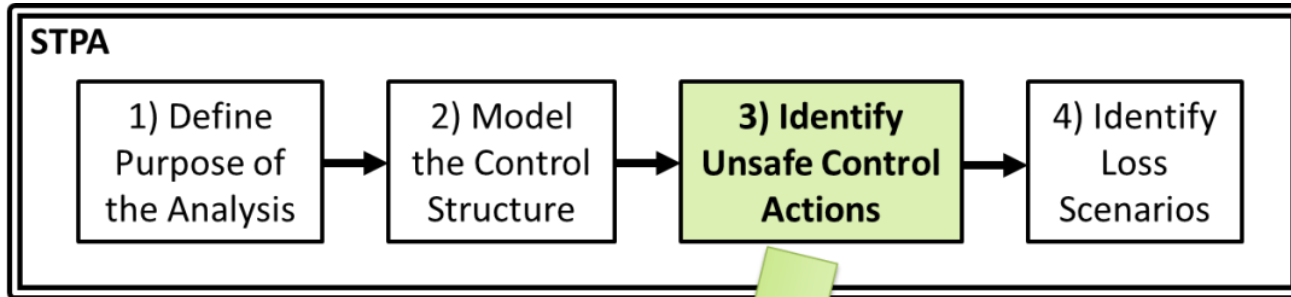 STPA
1) Define
Purpose of
the Analysis
2) Model
the Control
Structure
3) Identify
Unsafe Control
Actions
4) Identify
Loss
Scenarios